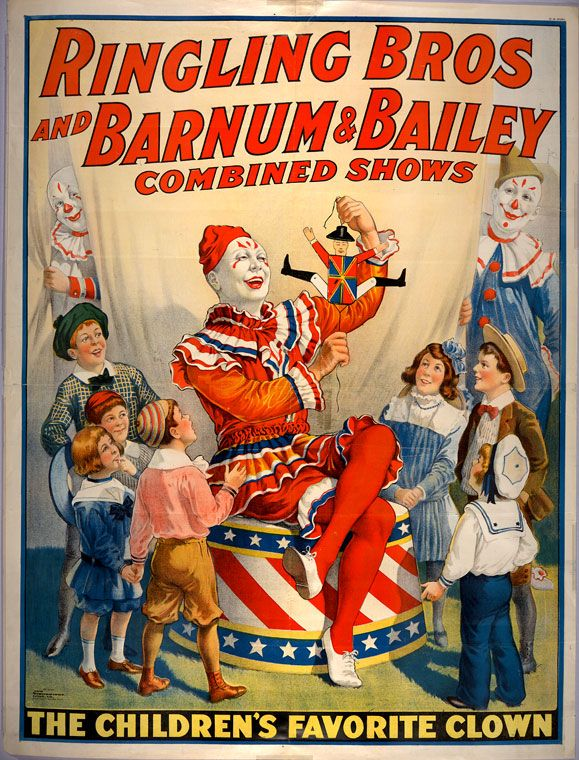 RINGLING BROS
AND BARNUM & BAILEY
COMBINED SHOWS
THE CHILDREN'S FAVORITE CLOWN